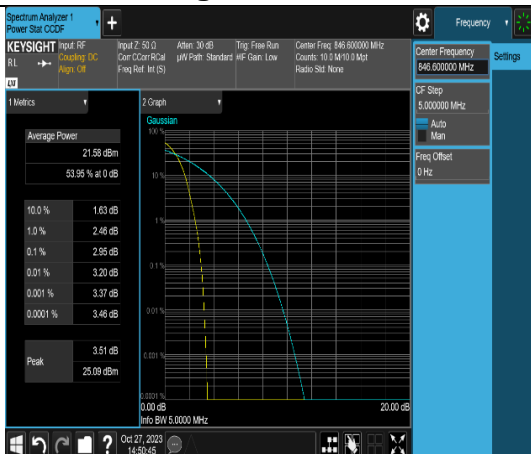 Spectrum Analyzer 1
Power Stat CCDF
Frequency
KEYSIGHT
Input: RF
Coupling: DC
Align: Off
Input Z: 50 Ω
Corr CCorr RCal
Freq Ref: Int (S)
Atten: 30 dB
µW Path: Standard
Trig: Free Run
#IF Gain: Low
Center Freq: 846.600000 MHz
Counts: 10.0 M/10.0 Mpt
Radio Std: None
RL
LXI
Center Frequency
846.600000 MHz
Settings
CF Step
5.000000 MHz
Auto
Man
Freq Offset
0 Hz
1 Metrics
Average Power
21.58 dBm
53.95 % at 0 dB
10.0 % 1.63 dB
1.0 % 2.46 dB
0.1 % 2.95 dB
0.01 % 3.20 dB
0.001 % 3.37 dB
0.0001 % 3.46 dB
Peak
3.51 dB
25.09 dBm
2 Graph
Gaussian
100 %
10 %
1 %
0.1 %
0.01 %
0.001 %
0.0001 %
0.00 dB 20.00 dB
Info BW 5.0000 MHz
Oct 27, 2023
14:50:45